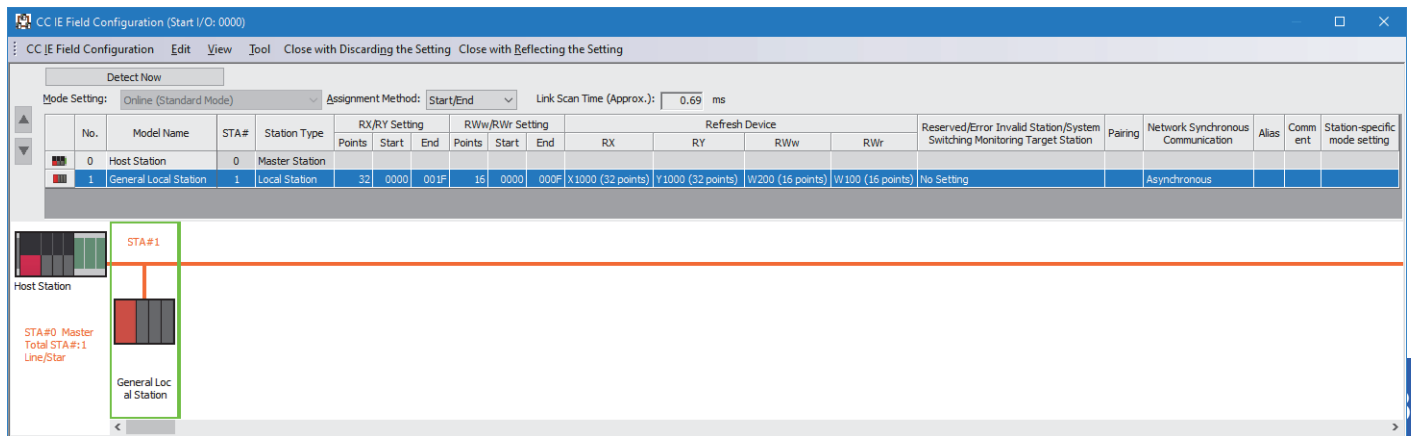 CC IE Field Configuration (Start I/O: 0000)
CC IE Field Configuration Edit View Tool Close with Discarding the Setting Close with Reflecting the Setting
Detect Now
Mode Setting: Online (Standard Mode) Assignment Method: Start/End Link Scan Time (Approx.): 0.69 ms
No. Model Name STA# Station Type RX/RY Setting RWw/RWr Setting Refresh Device Reserved/Error Invalid Station/System Switching Monitoring Target Station Pairing Network Synchronous Communication Alias Comment Station-specific mode setting
Points Start End Points Start End RX RY RWw RWr
0 Host Station 0 Master Station
1 General Local Station 1 Local Station 32 0000 001F 16 0000 000F X1000 (32 points) Y1000 (32 points) W200 (16 points) W100 (16 points) No Setting Asynchronous
STA#1
Host Station
STA#0 Master
Total STA#:1
Line/Star
General Loc
al Station